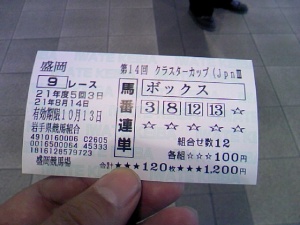 盛岡
9 レース
21年度5回3日
21年8月14日
有効期限10月13日
岩手県競馬組合
4910160006 C2605
0016500064 45333
1816128579723
盛岡競馬場
第14回 クラスターカップ(JpnⅢ
馬番連単
ボックス
3 8 12 13 ☆
☆ ☆ ☆ ☆ ☆
組合せ数12
各組☆☆☆100円
合計★★★120枚★★★1,200円